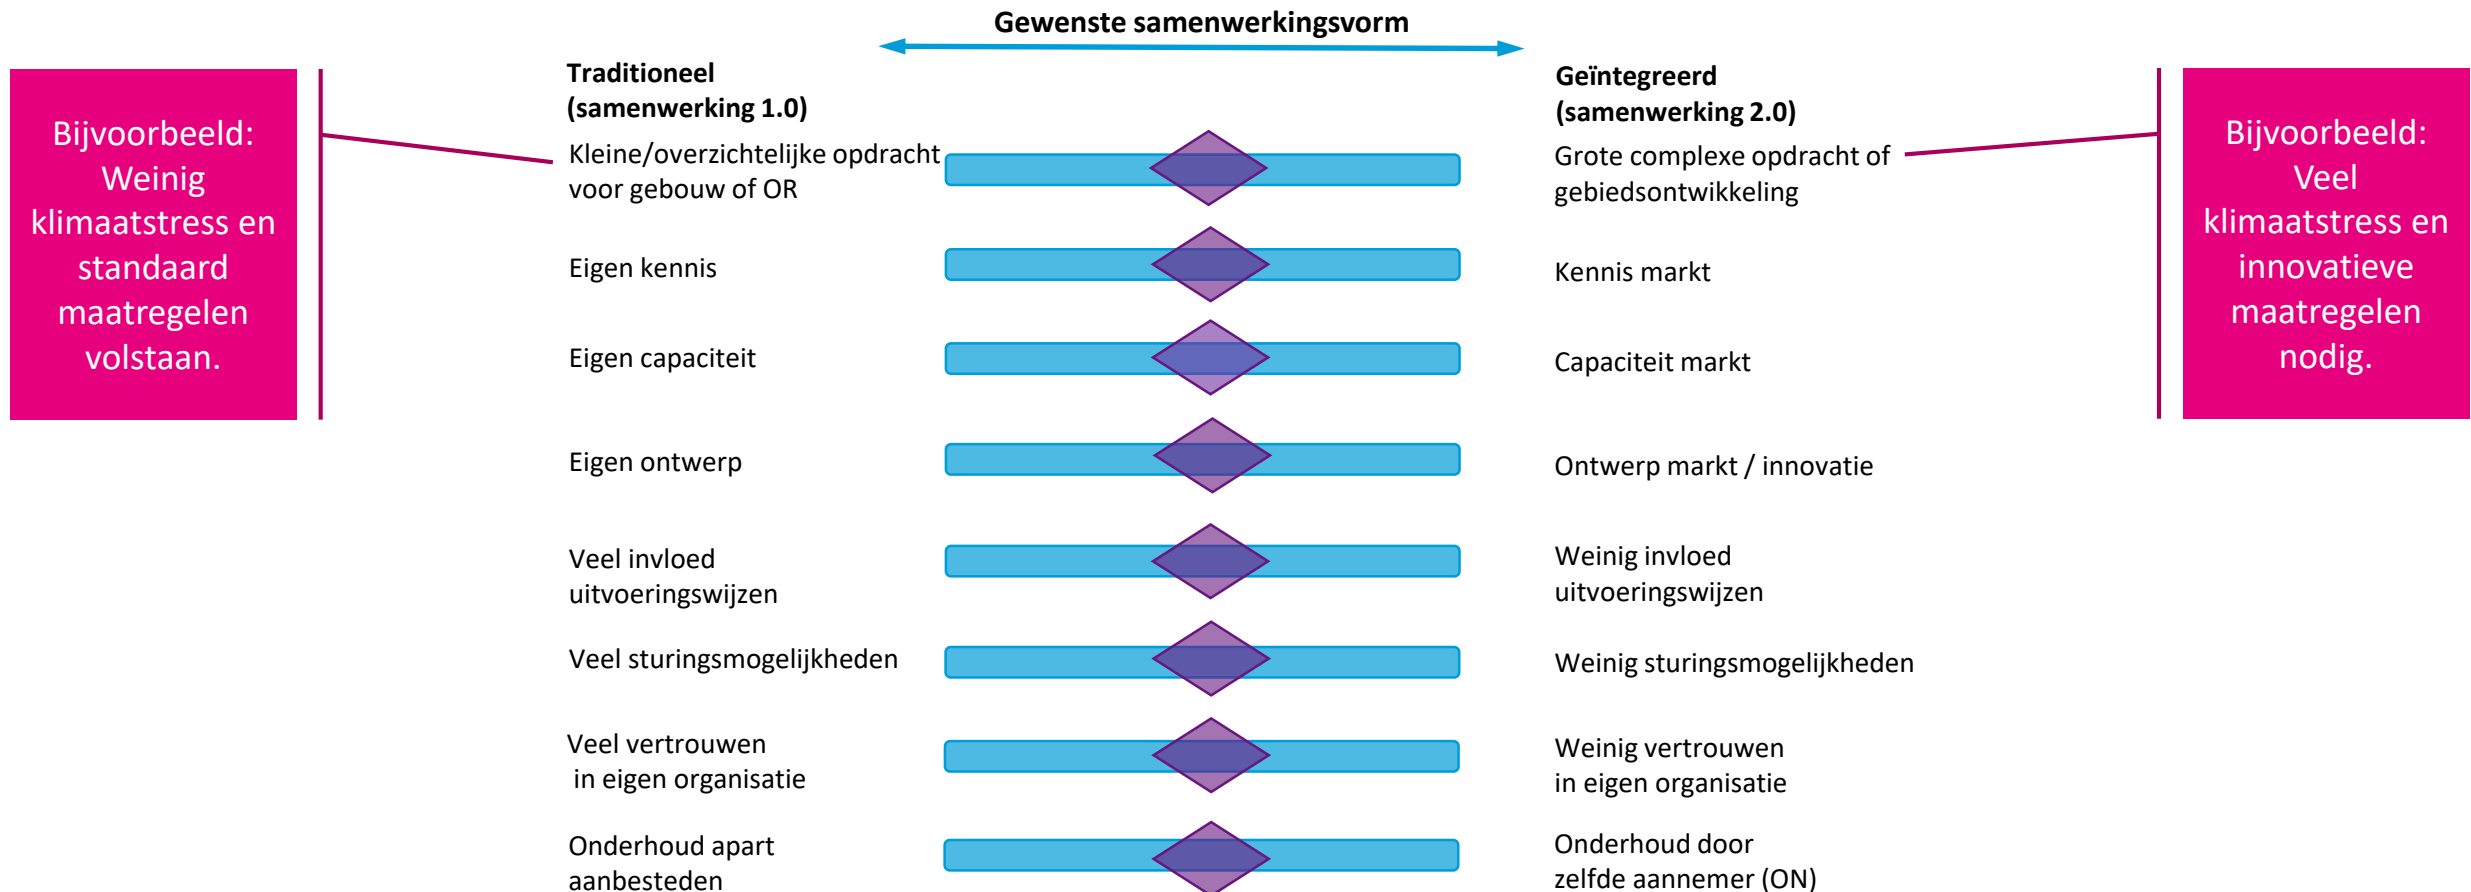 Gewenste samenwerkingsvorm
Traditioneel
(samenwerking 1.0)
Geïntegreerd
(samenwerking 2.0)
Bijvoorbeeld:
Weinig
klimaatstress en
standaard
maatregelen
volstaan.
Kleine/overzichtelijke opdracht
voor gebouw of OR
Grote complexe opdracht of
gebiedsontwikkeling
Bijvoorbeeld:
Veel
klimaatstress en
innovatieve
maatregelen
nodig.
Eigen kennis
Kennis markt
Eigen capaciteit
Capaciteit markt
Eigen ontwerp
Ontwerp markt / innovatie
Veel invloed
uitvoeringswijzen
Weinig invloed
uitvoeringswijzen
Veel sturingsmogelijkheden
Weinig sturingsmogelijkheden
Veel vertrouwen
in eigen organisatie
Weinig vertrouwen
in eigen organisatie
Onderhoud apart
aanbesteden
Onderhoud door
zelfde aannemer (ON)